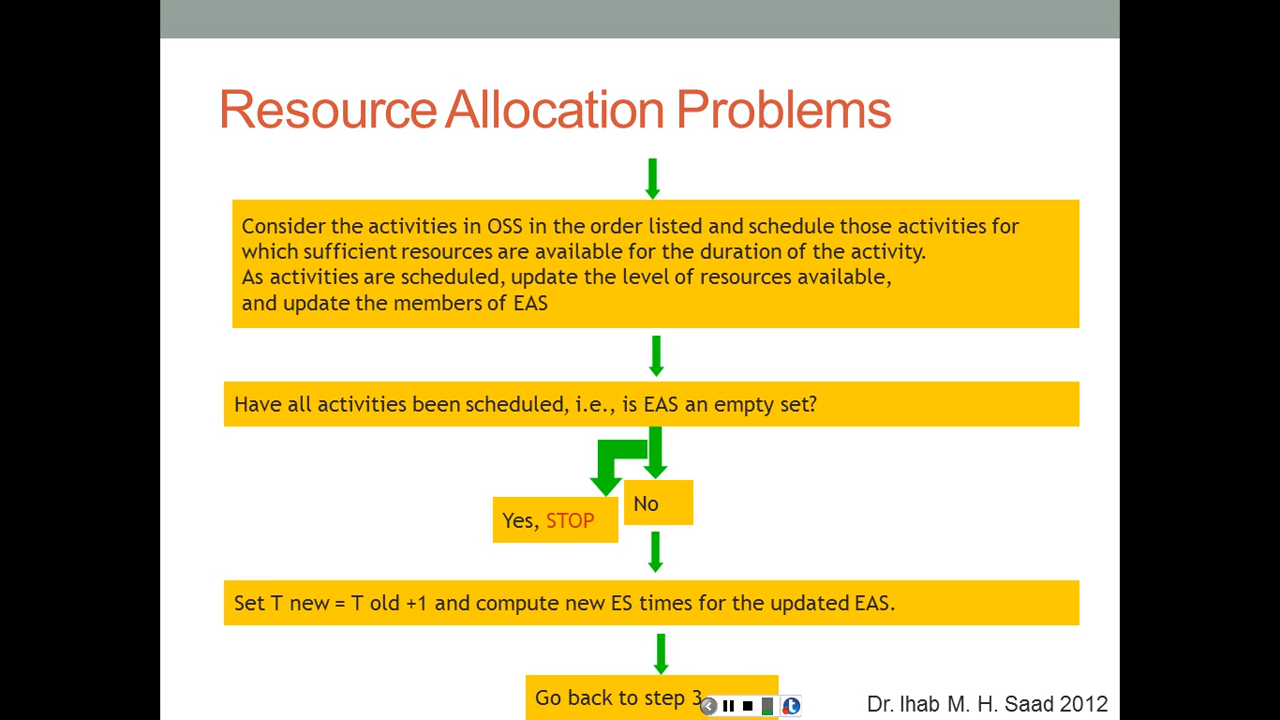 Resource Allocation Problems
Consider the activities in OSS in the order listed and schedule those activities for
which sufficient resources are available for the duration of the activity.
As activities are scheduled, update the level of resources available,
and update the members of EAS
Have all activities been scheduled, i.e., is EAS an empty set?
No
Yes, STOP
Set T new = T old +1 and compute new ES times for the updated EAS.
Go back to step 3
Dr. Ihab M. H. Saad 2012